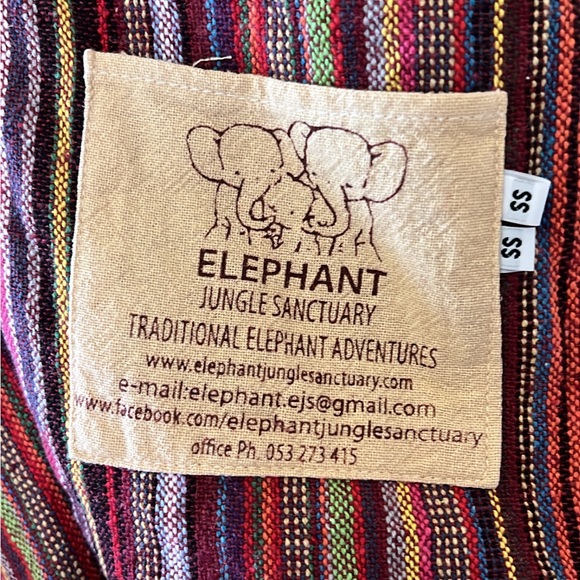 ELEPHANT
JUNGLE SANCTUARY
TRADITIONAL ELEPHANT ADVENTURES
www.elephantjunglesanctuary.com
e-mail:elephant.ejs@gmail.com
www.facebook.com/elephantjunglesanctuary
office Ph. 053 273 415
SS
SS